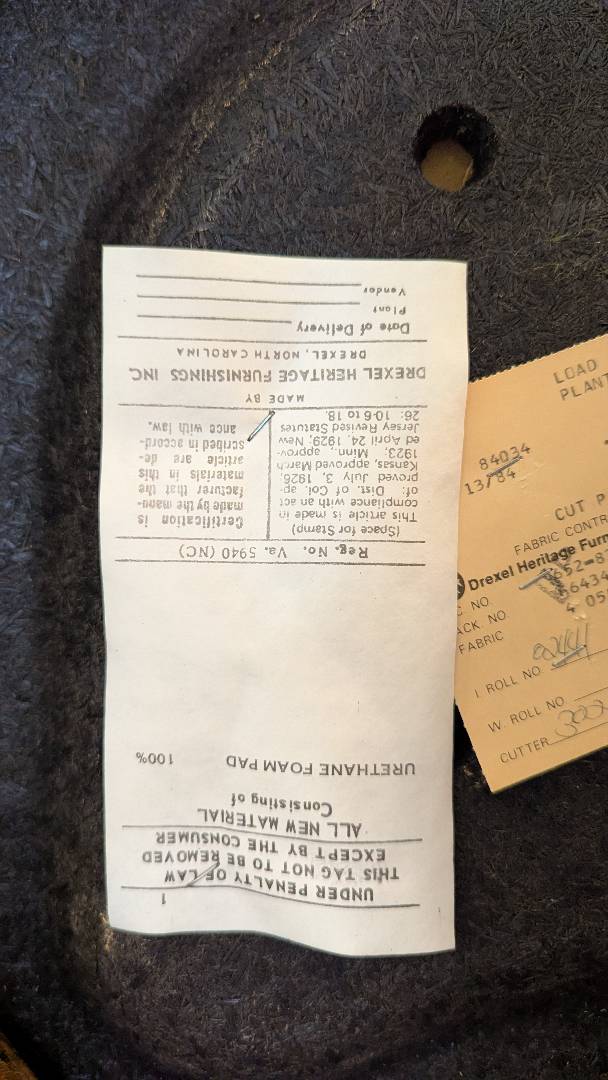 1
UNDER PENALTY OF LAW
THIS TAG NOT TO BE REMOVED
EXCEPT BY THE CONSUMER
ALL NEW MATERIAL
Consisting of
URETHANE FOAM PAD 100%
Reg. No. Va. 5940 (NC)
(Space for Stamp)
This article is made in
compliance with an act
of: Dist. of Col. ap-
proved July 3, 1926;
Kansas, approved March
1923; Minn., approv-
ed April 24, 1929; New
Jersey Revised Statutes
26: 10-6 to 18.
Certification is
made by the manu-
facturer that the
materials in this
article are de-
scribed in accord-
ance with law.
MADE BY
DREXEL HERITAGE FURNISHINGS INC.
DREXEL, NORTH CAROLINA
Date of Delivery
Plant
Vender
LOAD
PLANT
84034
13/84
CUT P
FABRIC CONTR
Drexel Heritage Furn
C NO.
ACK. NO.
FABRIC
I ROLL NO.
W. ROLL NO
CUTTER